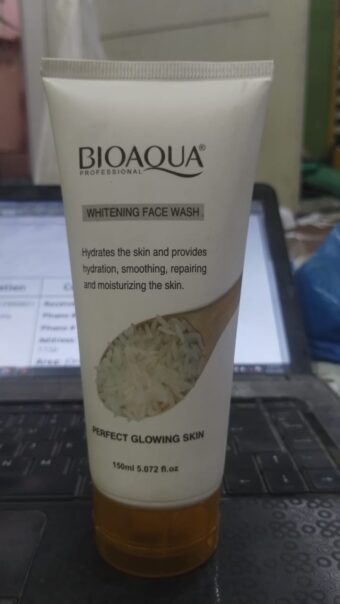 BIOAQUA®
PROFESSIONAL
WHITENING FACE WASH
Hydrates the skin and provides
hydration, smoothing, repairing
and moisturizing the skin.
PERFECT GLOWING SKIN
150ml 5.072 fl.oz